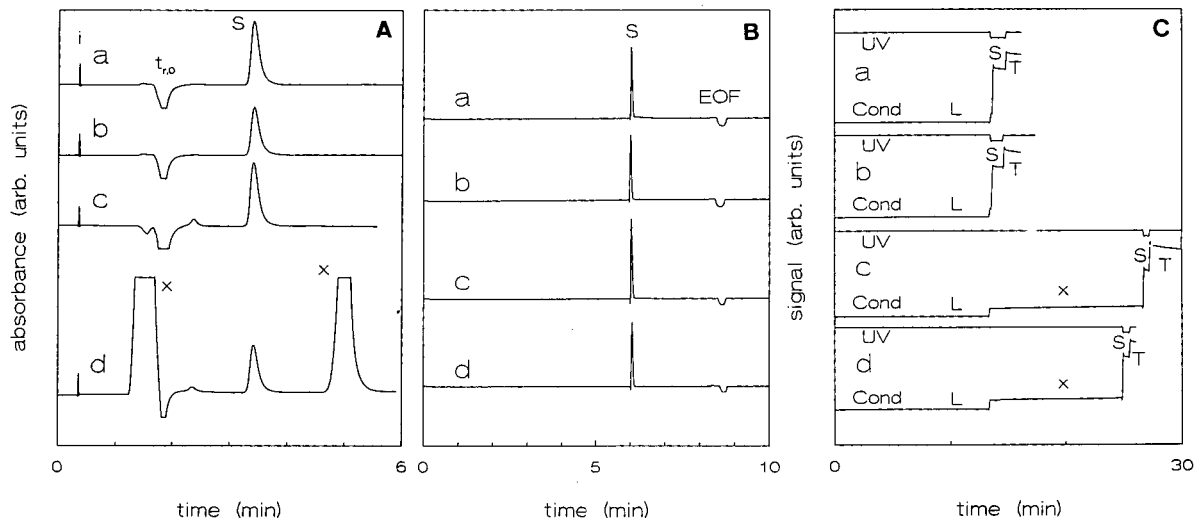 absorbance (arb. units)
A
i
S
a
t_{r,o}
b
c
×
×
d
0
6
time (min)
B
S
a
EOF
b
c
d
0
5
10
time (min)
signal (arb. units)
C
UV
S
a
T
Cond L
UV
S
b
T
Cond L
UV
S
c
T
×
Cond L
UV
S
d
T
×
Cond L
0
30
time (min)